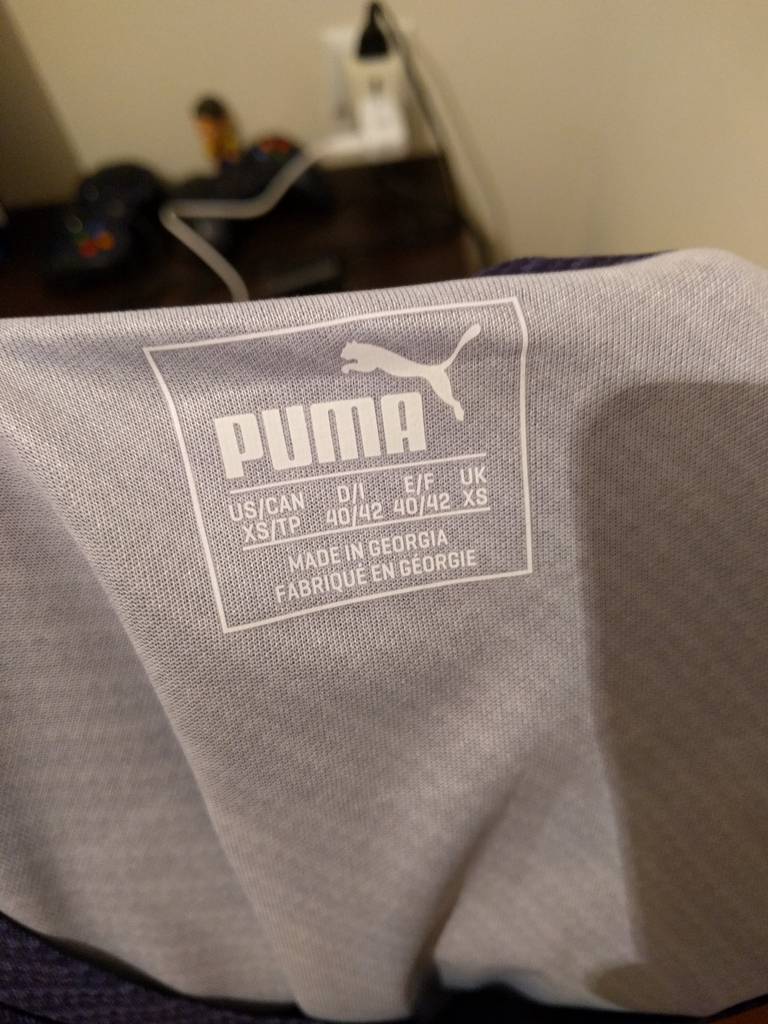 PUMA
US/CAN D/I E/F UK
XS/TP 40/42 40/42 XS
MADE IN GEORGIA
FABRIQUÉ EN GÉORGIE